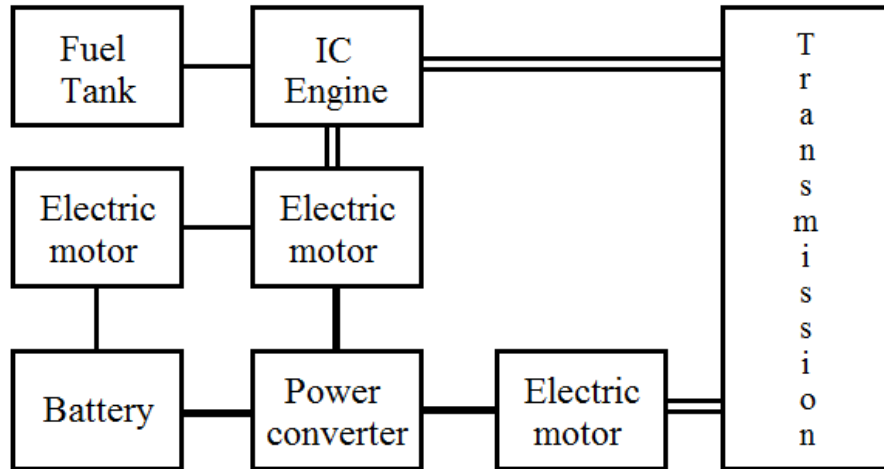 Fuel
Tank
IC
Engine
Electric
motor
Electric
motor
Battery
Power
converter
Electric
motor
T
r
a
n
s
m
i
s
s
i
o
n